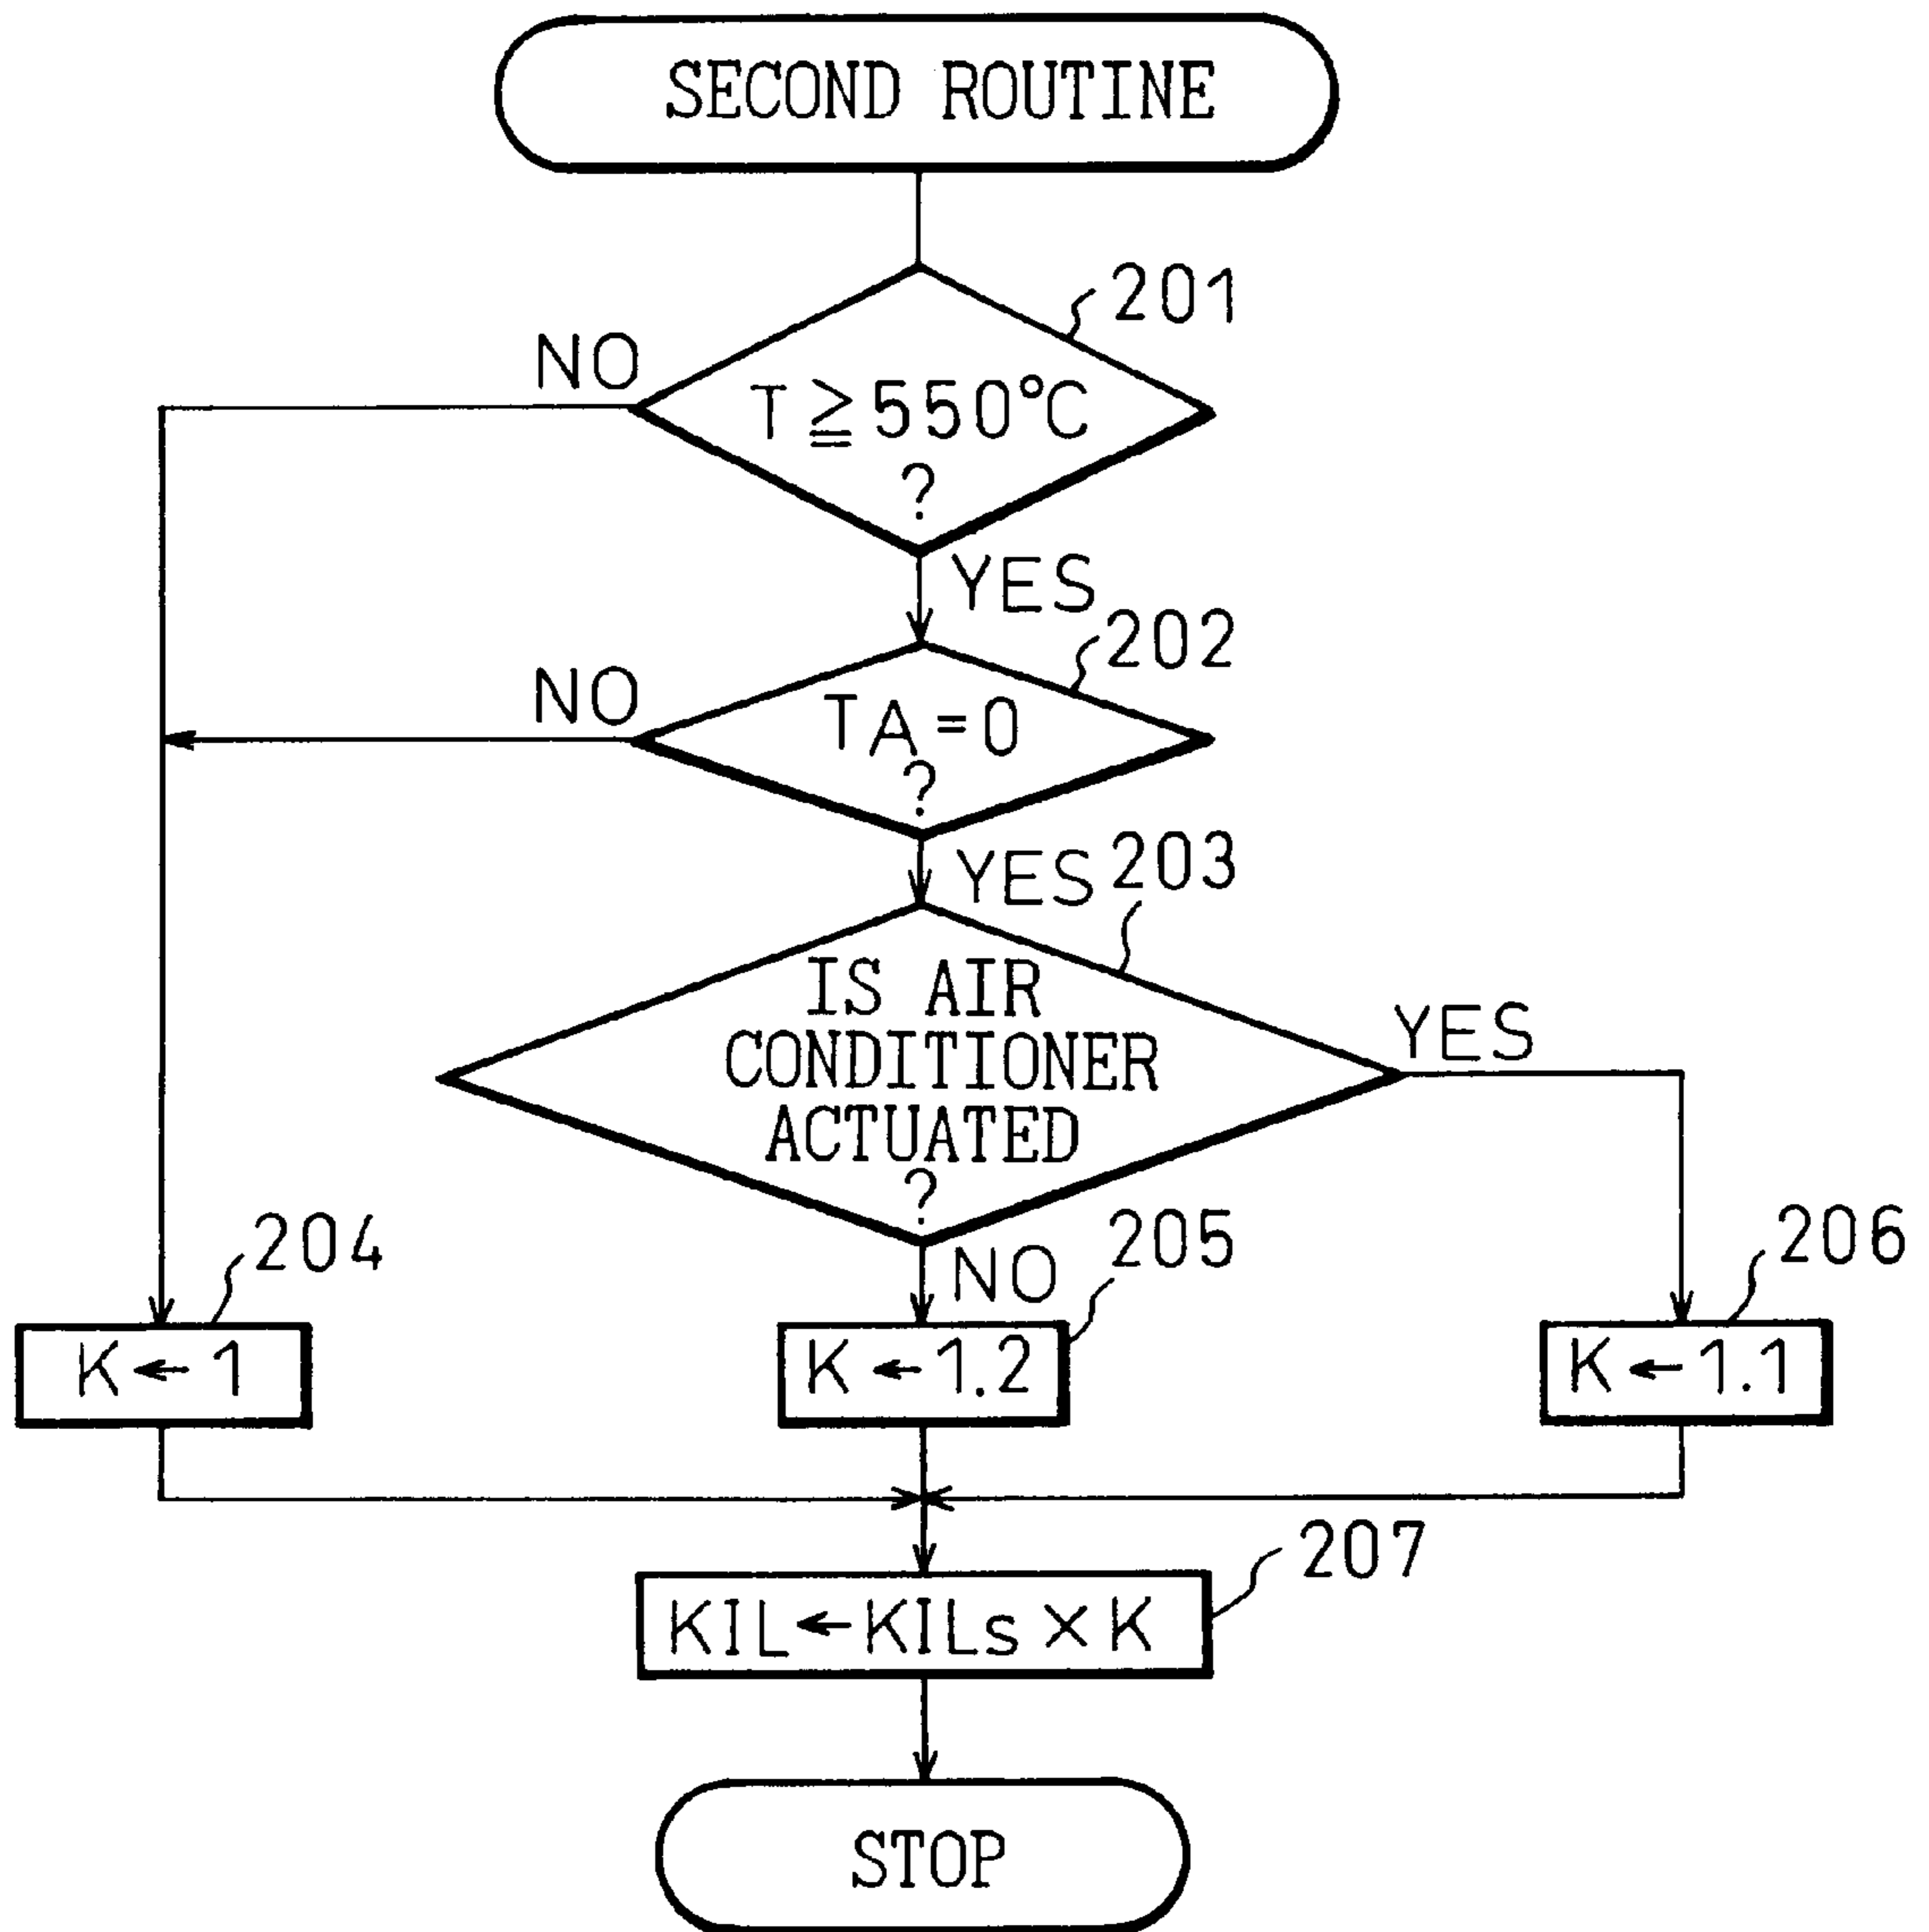 SECOND ROUTINE
201
NO
T≧550°C
?
YES
202
NO
TA=0
?
YES
203
IS AIR
CONDITIONER
ACTUATED
?
YES
NO
204
205
206
K←1
K←1.2
K←1.1
207
KIL←KILs×K
STOP